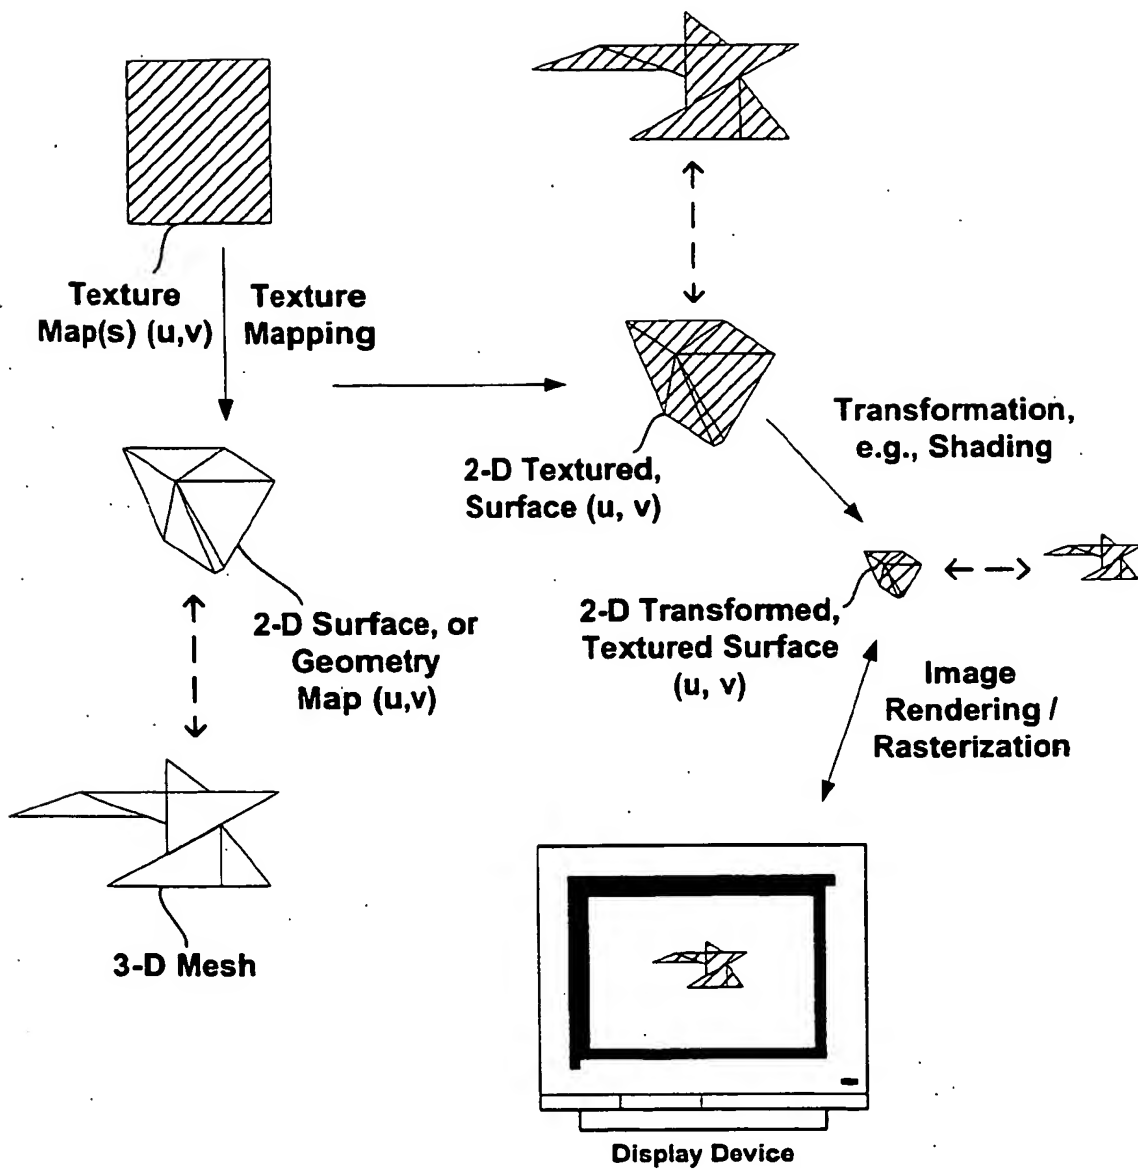 Texture
Map(s) (u,v)
Texture
Mapping
2-D Textured,
Surface (u, v)
Transformation,
e.g., Shading
2-D Surface, or
Geometry
Map (u,v)
2-D Transformed,
Textured Surface
(u, v)
Image
Rendering /
Rasterization
3-D Mesh
Display Device